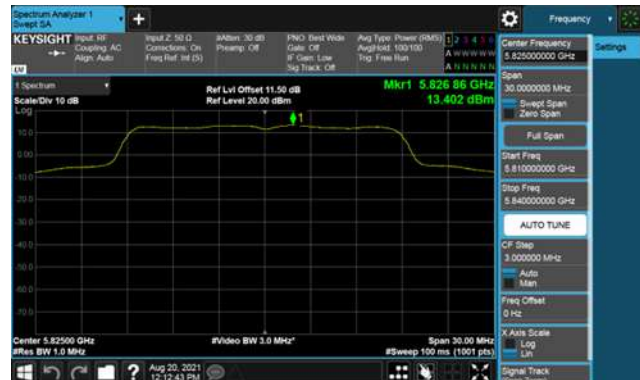 Spectrum Analyzer 1
Swept SA
+
Frequency
KEYSIGHT
Input: RF
Coupling: AC
Align: Auto
Input Z: 50 Ω
Corrections: On
Freq Ref: Int (S)
#Atten: 30 dB
Preamp: Off
PNO: Best Wide
Gate: Off
IF Gain: Low
Sig Track: Off
Avg Type: Power (RMS)
Avg|Hold: 100/100
Trig: Free Run
1 2 3 4 5 6
A W W W W W
A N N N N N
1 Spectrum
Scale/Div 10 dB
Log
Ref Lvl Offset 11.50 dB
Ref Level 20.00 dBm
Mkr1 5.826 86 GHz
13.402 dBm
1
10.0
0.00
-10.0
-20.0
-30.0
-40.0
-50.0
-60.0
-70.0
Center 5.82500 GHz
#Res BW 1.0 MHz
#Video BW 3.0 MHz*
Span 30.00 MHz
#Sweep 100 ms (1001 pts)
Aug 20, 2021
12:12:43 PM
Center Frequency
5.825000000 GHz
Settings
Span
30.0000000 MHz
Swept Span
Zero Span
Full Span
Start Freq
5.810000000 GHz
Stop Freq
5.840000000 GHz
AUTO TUNE
CF Step
3.000000 MHz
Auto
Man
Freq Offset
0 Hz
X Axis Scale
Log
Lin
Signal Track